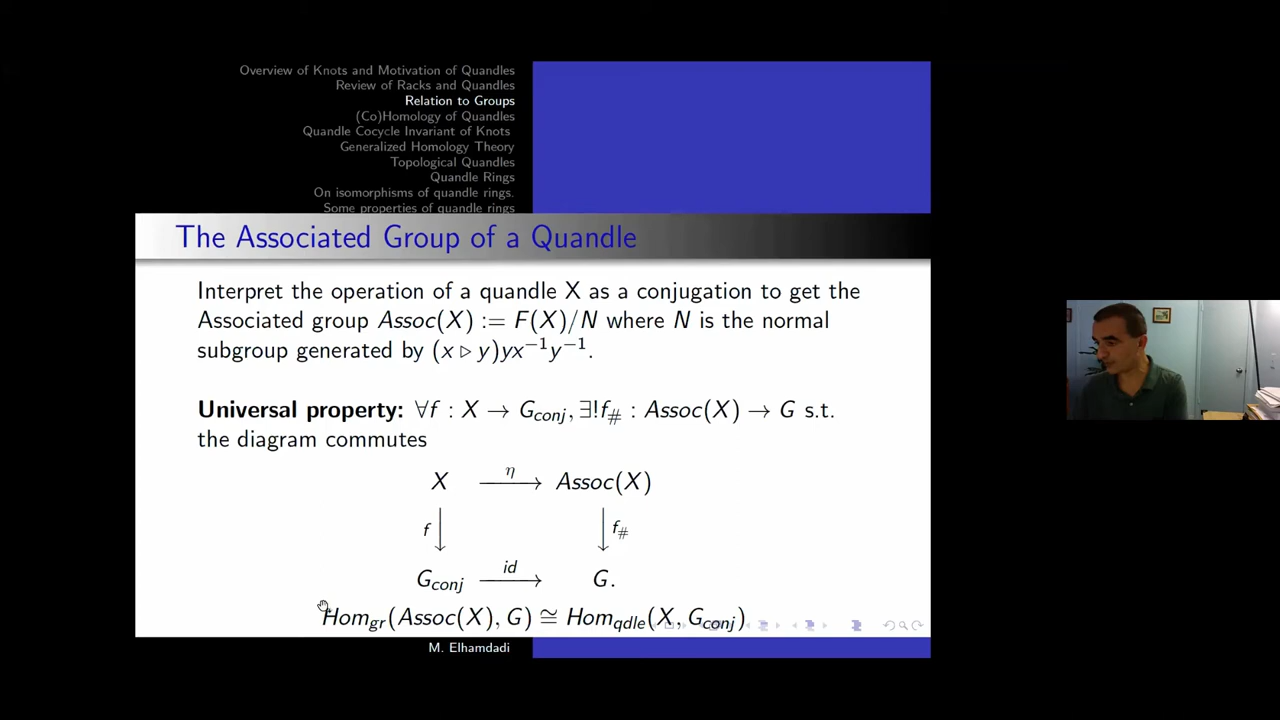 Overview of Knots and Motivation of Quandles
Review of Racks and Quandles
Relation to Groups
(Co)Homology of Quandles
Quandle Cocycle Invariant of Knots
Generalized Homology Theory
Topological Quandles
Quandle Rings
On isomorphisms of quandle rings.
Some properties of quandle rings
The Associated Group of a Quandle
Interpret the operation of a quandle X as a conjugation to get the
Associated group Assoc(X) := F(X)/N where N is the normal
subgroup generated by (x ▷ y)yx⁻¹y⁻¹.
Universal property: ∀f : X → G_conj, ∃!f_# : Assoc(X) → G s.t.
the diagram commutes
X →^η Assoc(X)
f ↓ ↓ f_#
G_conj →^id G.
Hom_gr(Assoc(X), G) ≅ Hom_qdle(X, G_conj)
M. Elhamdadi